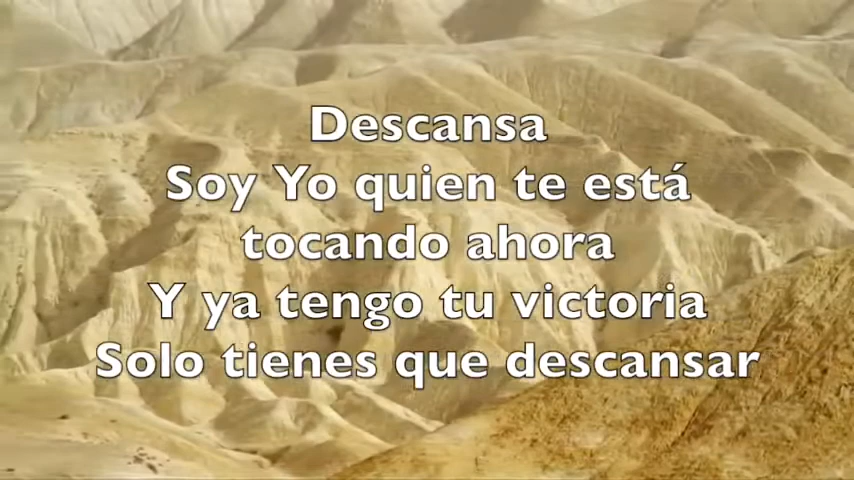 Descansa
Soy Yo quien te está
tocando ahora
Y ya tengo tu victoria
Solo tienes que descansar